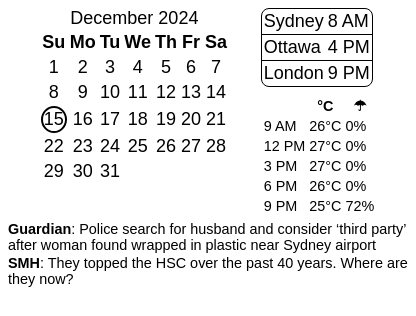 December 2024
Su Mo Tu We Th Fr Sa
1 2 3 4 5 6 7
8 9 10 11 12 13 14
15 16 17 18 19 20 21
22 23 24 25 26 27 28
29 30 31
Sydney 8 AM
Ottawa 4 PM
London 9 PM
°C ☂
9 AM 26°C 0%
12 PM 27°C 0%
3 PM 27°C 0%
6 PM 26°C 0%
9 PM 25°C 72%
Guardian: Police search for husband and consider ‘third party’
after woman found wrapped in plastic near Sydney airport
SMH: They topped the HSC over the past 40 years. Where are
they now?